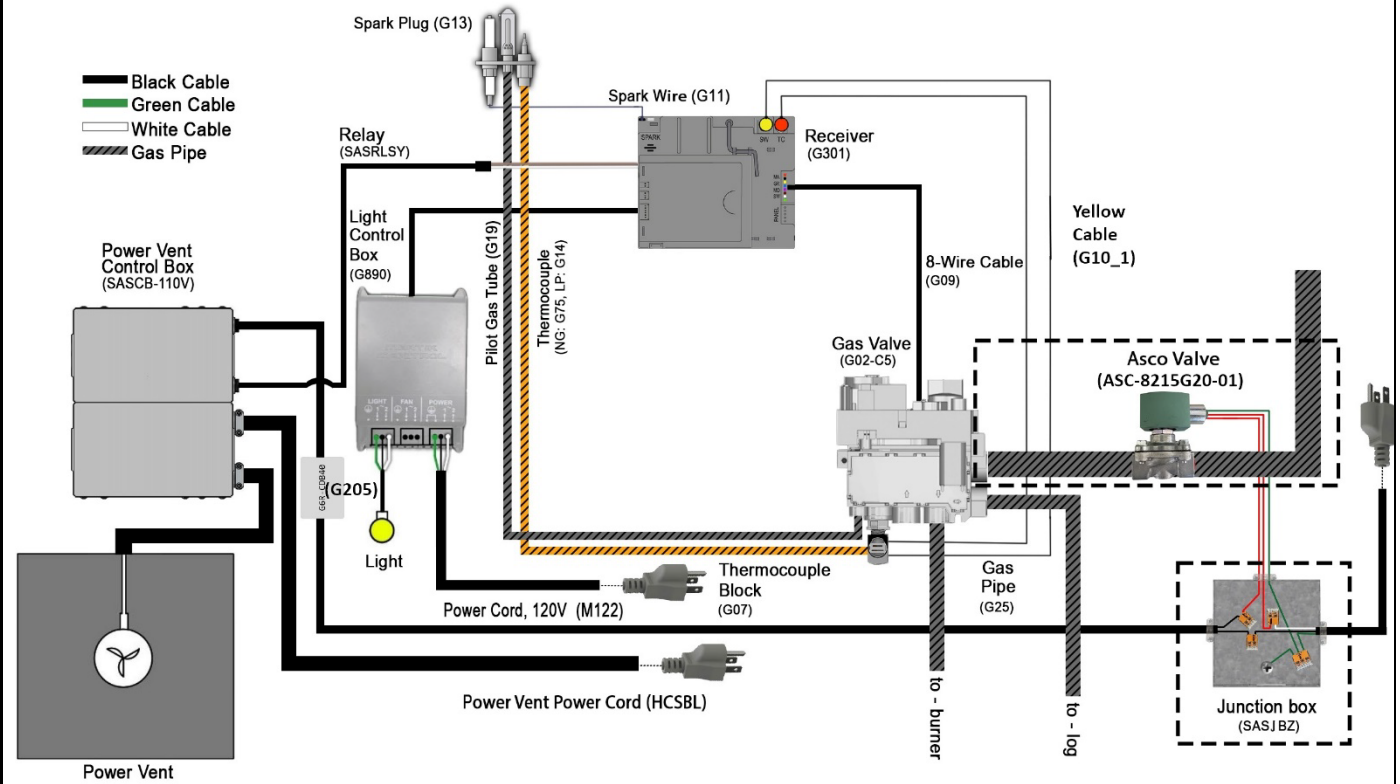 Spark Plug (G13)
Black Cable
Green Cable
White Cable
Gas Pipe
Spark Wire (G11)
Relay
(SASRLSY)
SPARK
SW TC
Receiver
(G301)
PANEL
Light
Control
Box
(G890)
Power Vent
Control Box
(SASCB-110V)
Pilot Gas Tube (G19)
Thermocouple
(NG: G75, LP: G14)
Yellow
Cable
(G10_1)
8-Wire Cable
(G09)
Gas Valve
(G02-C5)
Asco Valve
(ASC-8215G20-01)
LIGHT FAN POWER
(G205)
Light
Thermocouple
Block
(G07)
Gas
Pipe
(G25)
Power Cord, 120V (M122)
Power Vent Power Cord (HCSBL)
to - burner
to - log
Junction box
(SASJBZ)
Power Vent